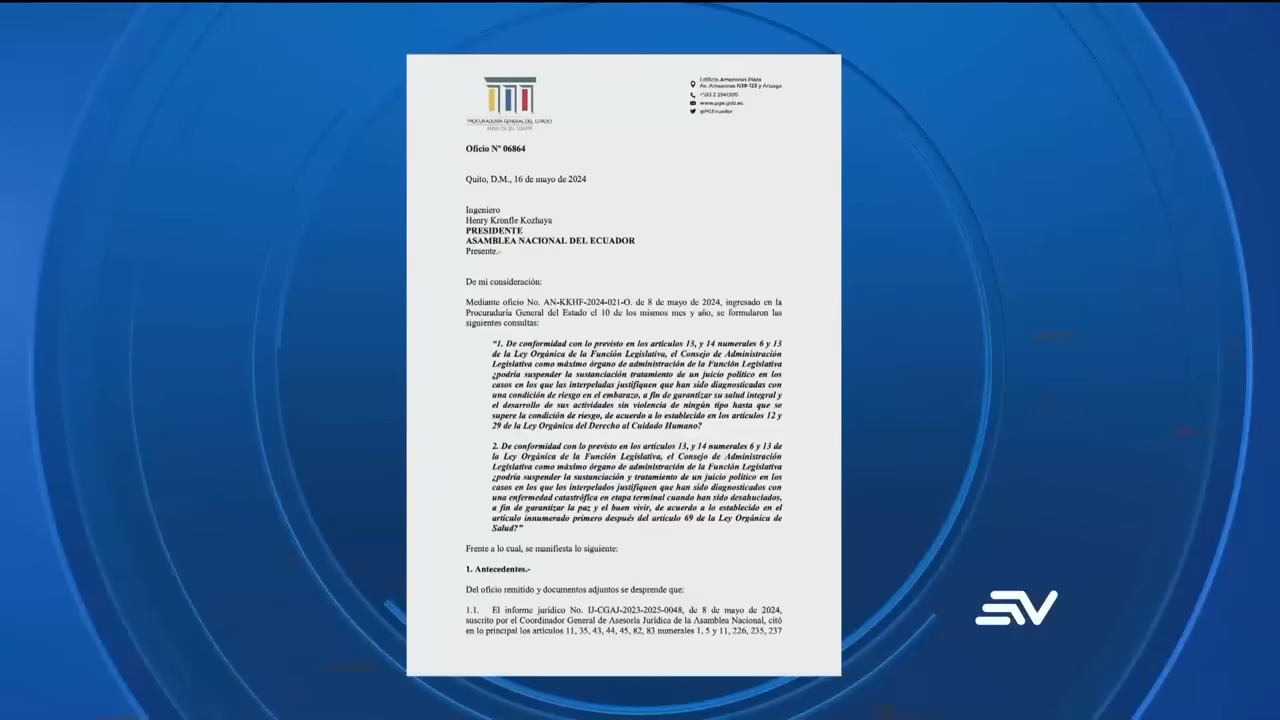 PROCURADURÍA GENERAL DEL ESTADO
Edificio Amazonas Plaza
Av. Amazonas N39-123 y Arízaga
+593 2 2941300
www.pge.gob.ec
@PGEcuador
Oficio Nº 06864
Quito, D.M., 16 de mayo de 2024
Ingeniero
Henry Kronfle Kozhaya
PRESIDENTE
ASAMBLEA NACIONAL DEL ECUADOR
Presente.-
De mi consideración:
Mediante oficio No. AN-KKHF-2024-021-O. de 8 de mayo de 2024, ingresado en la
Procuraduría General del Estado el 10 de los mismos mes y año, se formularon las
siguientes consultas:
"1. De conformidad con lo previsto en los artículos 13, y 14 numerales 6 y 13
de la Ley Orgánica de la Función Legislativa, el Consejo de Administración
Legislativa como máximo órgano de administración de la Función Legislativa
¿podría suspender la sustanciación tratamiento de un juicio político en los
casos en los que las interpeladas justifiquen que han sido diagnosticadas con
una condición de riesgo en el embarazo, a fin de garantizar su salud integral y
el desarrollo de sus actividades sin violencia de ningún tipo hasta que se
supere la condición de riesgo, de acuerdo a lo establecido en los artículos 12 y
29 de la Ley Orgánica del Derecho al Cuidado Humano?
2. De conformidad con lo previsto en los artículos 13, y 14 numerales 6 y 13 de
la Ley Orgánica de la Función Legislativa, el Consejo de Administración
Legislativa como máximo órgano de administración de la Función Legislativa
¿podría suspender la sustanciación y tratamiento de un juicio político en los
casos en los que los interpelados justifiquen que han sido diagnosticados con
una enfermedad catastrófica en etapa terminal cuando han sido desahuciados,
a fin de garantizar la paz y el buen vivir, de acuerdo a lo establecido en el
artículo innumerado primero después del artículo 69 de la Ley Orgánica de
Salud?"
Frente a lo cual, se manifiesta lo siguiente:
1. Antecedentes.-
Del oficio remitido y documentos adjuntos se desprende que:
1.1. El informe jurídico No. IJ-CGAJ-2023-2025-0048, de 8 de mayo de 2024,
suscrito por el Coordinador General de Asesoría Jurídica de la Asamblea Nacional, citó
en lo principal los artículos 11, 35, 43, 44, 45, 82, 83 numerales 1, 5 y 11, 226, 235, 237